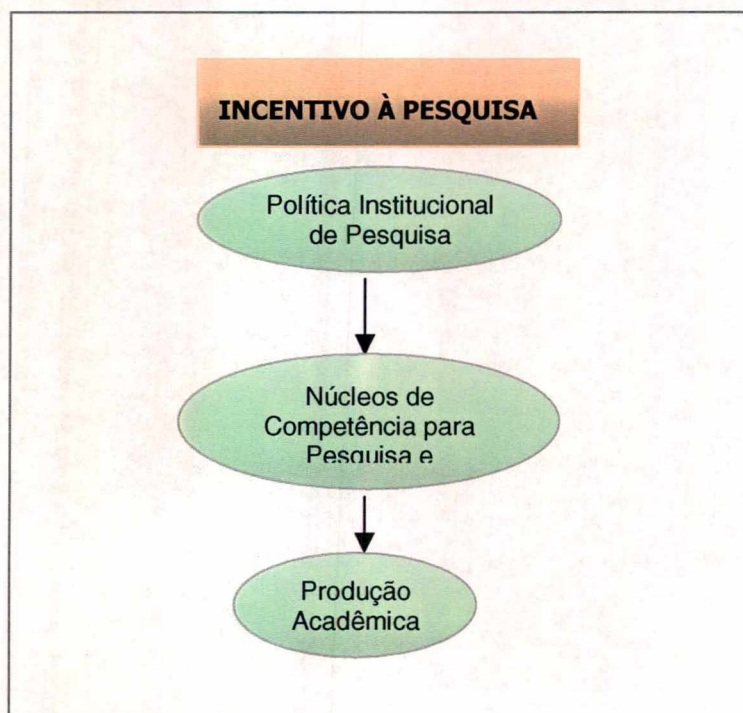 INCENTIVO À PESQUISA
Política Institucional
de Pesquisa
Núcleos de
Competência para
Pesquisa e
Produção
Acadêmica